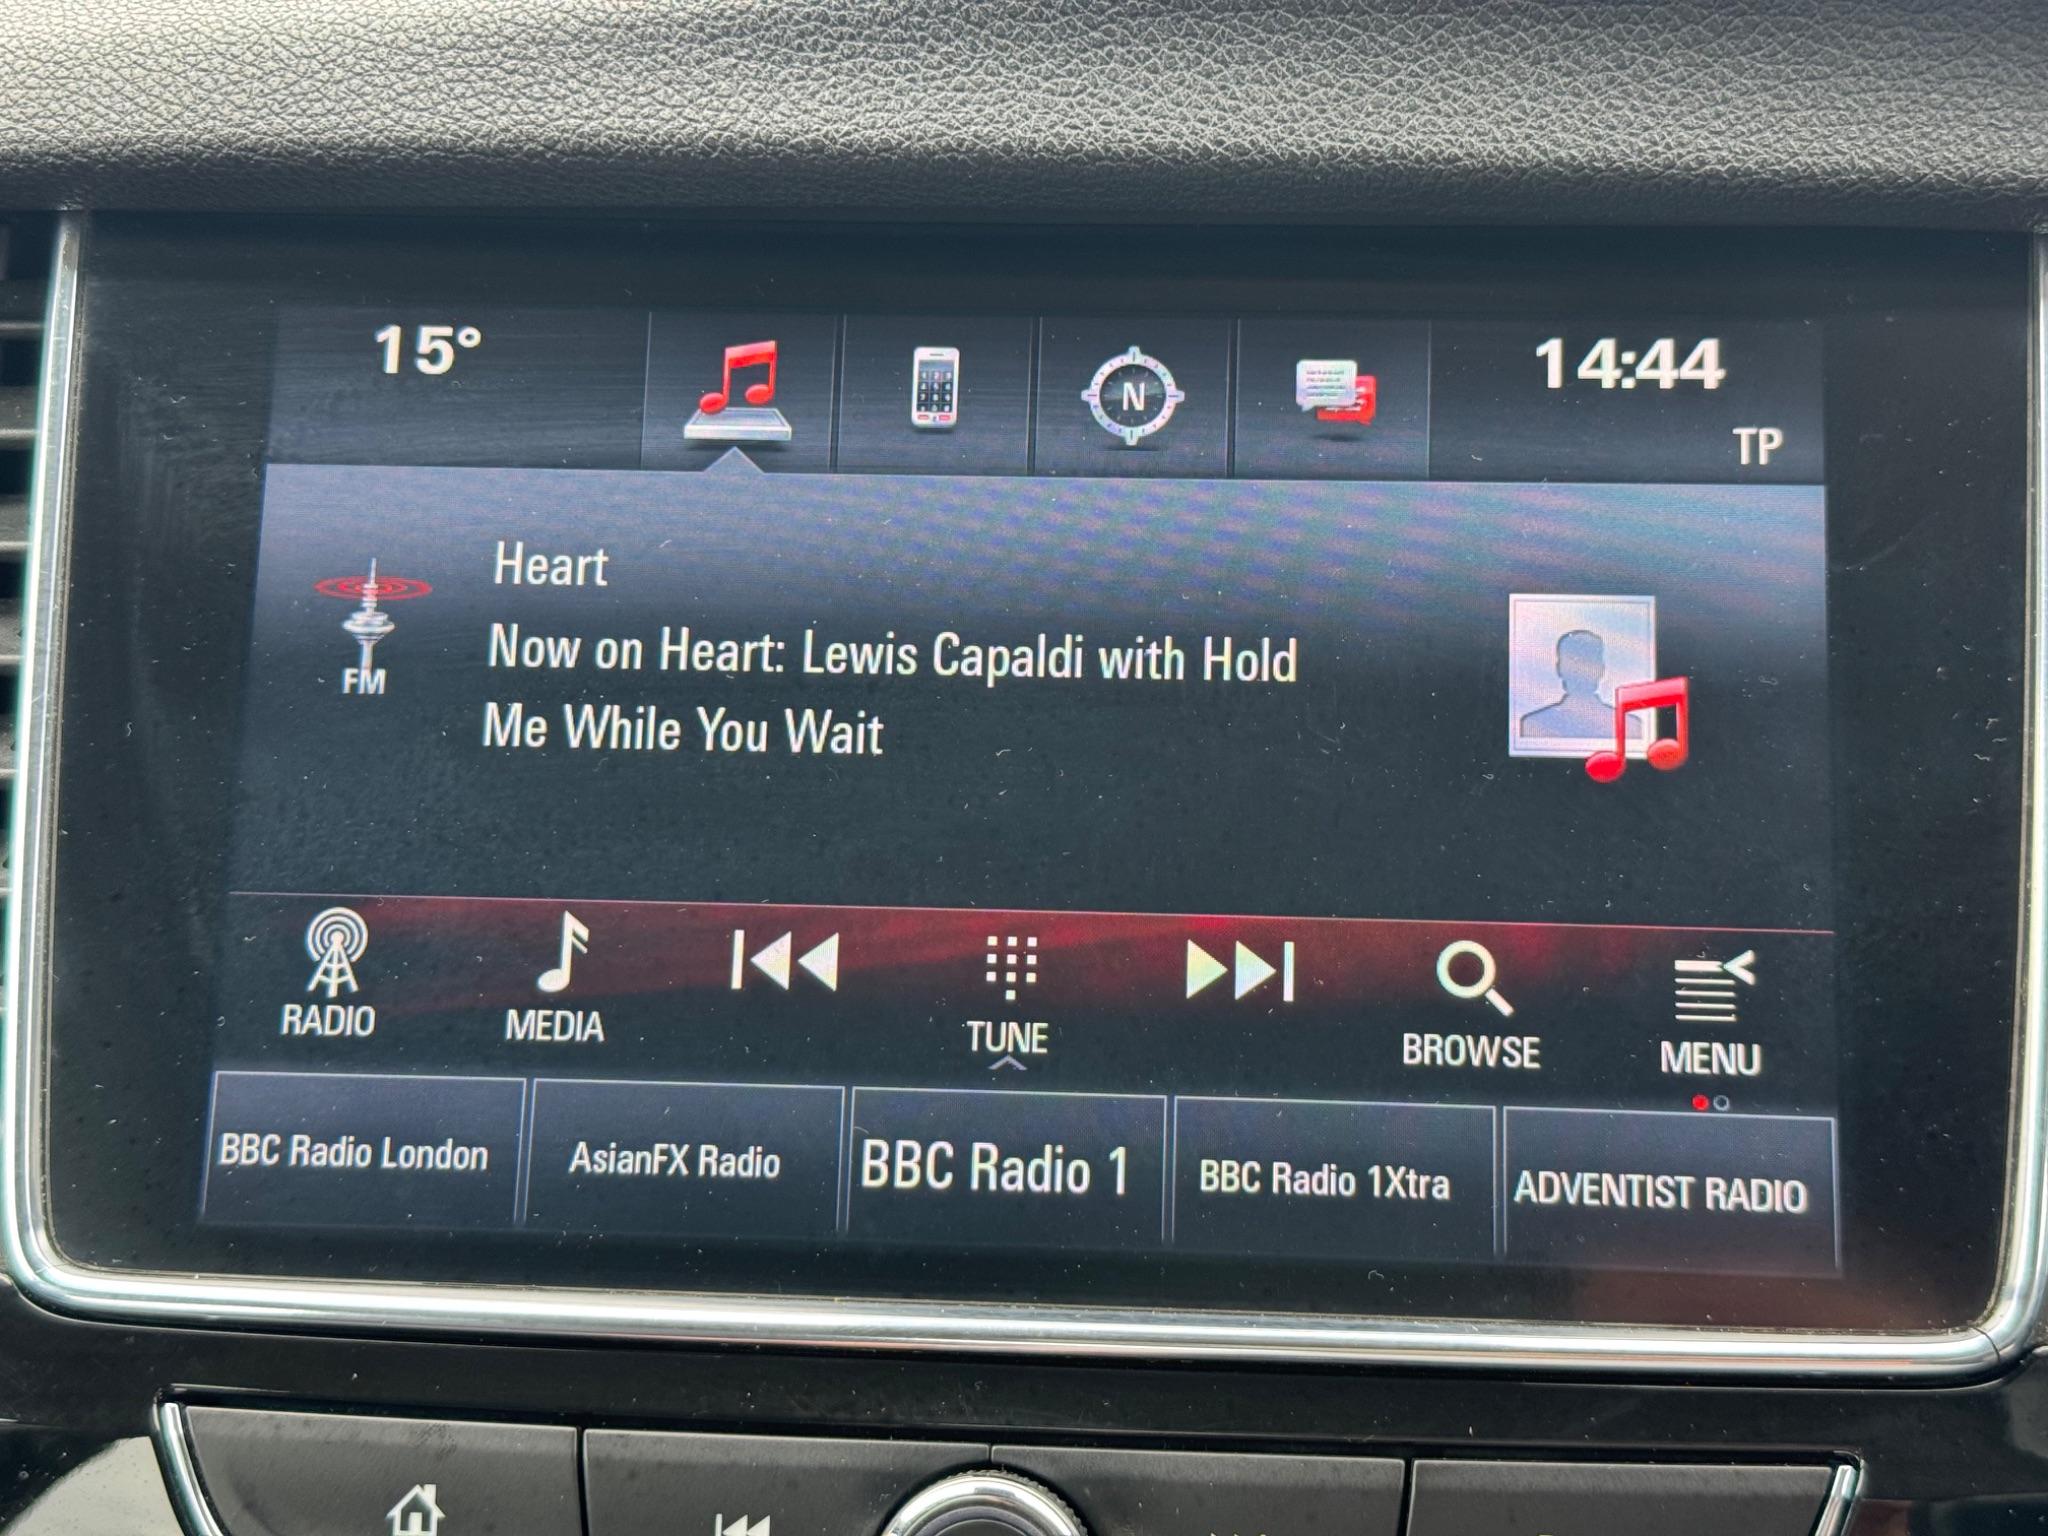 15°
N
14:44
TP
Heart
Now on Heart: Lewis Capaldi with Hold
Me While You Wait
FM
RADIO
MEDIA
TUNE
BROWSE
MENU
BBC Radio London
AsianFX Radio
BBC Radio 1
BBC Radio 1Xtra
ADVENTIST RADIO